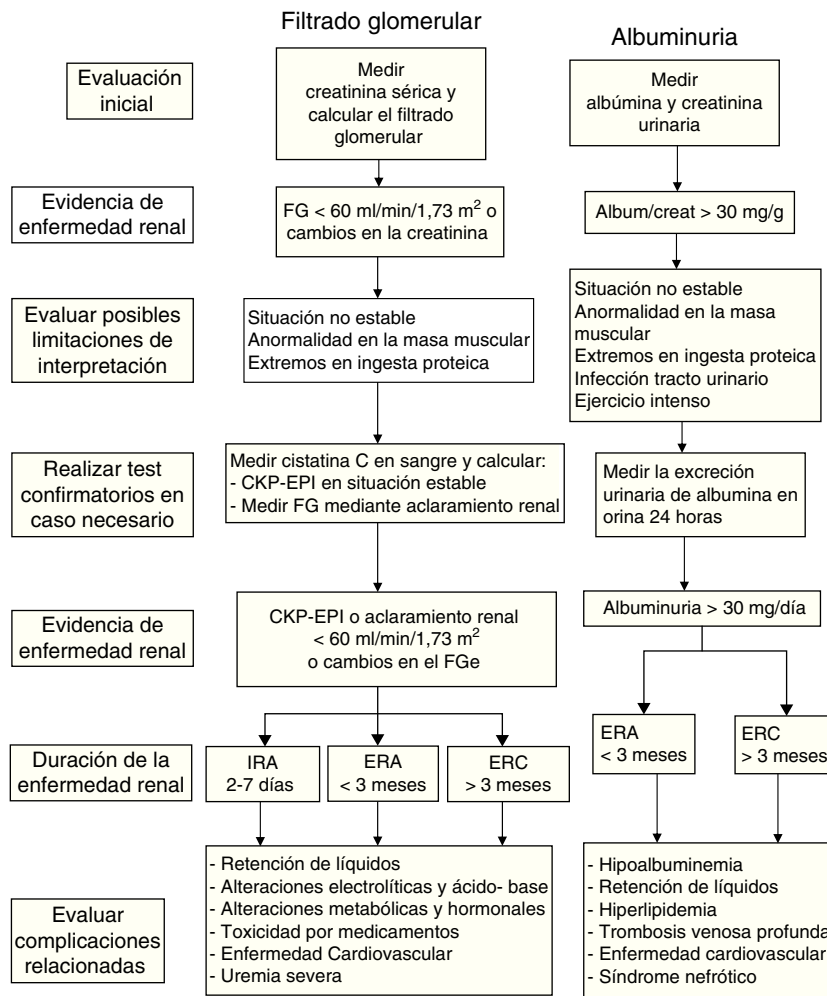 Filtrado glomerular
Albuminuria
Evaluación
inicial
Medir
creatinina sérica y
calcular el filtrado
glomerular
Medir
albúmina y creatinina
urinaria
Evidencia de
enfermedad renal
FG < 60 ml/min/1,73 m² o
cambios en la creatinina
Album/creat > 30 mg/g
Evaluar posibles
limitaciones de
interpretación
Situación no estable
Anormalidad en la masa muscular
Extremos en ingesta proteica
Situación no estable
Anormalidad en la masa
muscular
Extremos en ingesta proteica
Infección tracto urinario
Ejercicio intenso
Realizar test
confirmatorios en
caso necesario
Medir cistatina C en sangre y calcular:
- CKP-EPI en situación estable
- Medir FG mediante aclaramiento renal
Medir la excreción
urinaria de albumina en
orina 24 horas
Evidencia de
enfermedad renal
CKP-EPI o aclaramiento renal
< 60 ml/min/1,73 m²
o cambios en el FGe
Albuminuria > 30 mg/día
Duración de la
enfermedad renal
IRA
2-7 días
ERA
< 3 meses
ERC
> 3 meses
ERA
< 3 meses
ERC
> 3 meses
Evaluar
complicaciones
relacionadas
- Retención de líquidos
- Alteraciones electrolíticas y ácido- base
- Alteraciones metabólicas y hormonales
- Toxicidad por medicamentos
- Enfermedad Cardiovascular
- Uremia severa
- Hipoalbuminemia
- Retención de líquidos
- Hiperlipidemia
- Trombosis venosa profunda
- Enfermedad cardiovascular
- Síndrome nefrótico